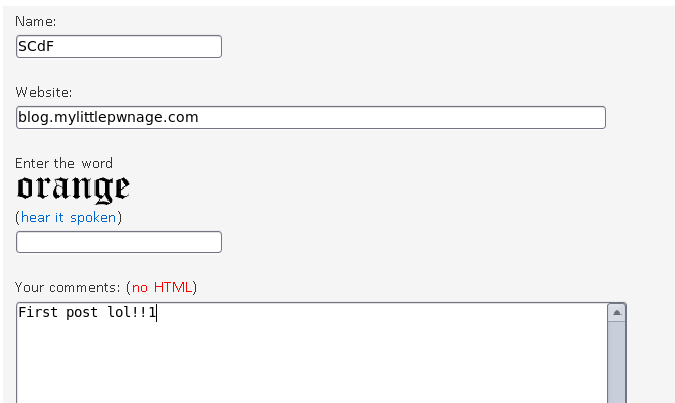 Name:
SCdF
Website:
blog.mylittlepwnage.com
Enter the word
orange
(hear it spoken)
Your comments: (no HTML)
First post lol!!1